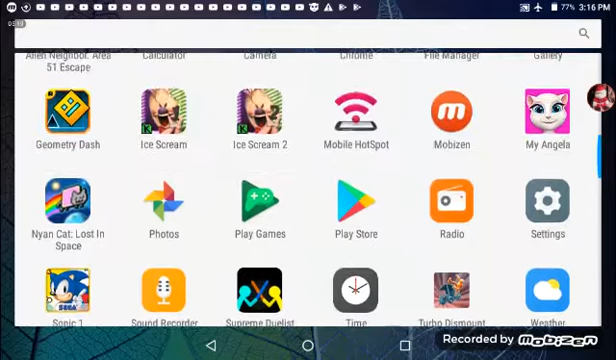 77% 3:16 PM
Alien Neighbor. Area
51 Escape
Calculator
Camera
Chrome
File Manager
Gallery
Geometry Dash
Ice Scream
Ice Scream 2
Mobile HotSpot
Mobizen
My Angela
Nyan Cat: Lost In
Space
Photos
Play Games
Play Store
Radio
Settings
SEGA
Sonic 1
Sound Recorder
Supreme Duelist
Time
Turbo Dismount
Weather
Recorded by mobizen